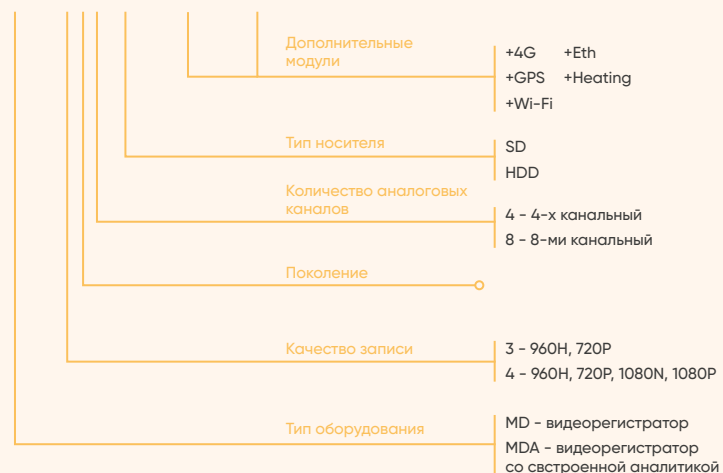 Дополнительные
модули
+4G +Eth
+GPS +Heating
+Wi-Fi
Тип носителя
SD
HDD
Количество аналоговых
каналов
4 - 4-х канальный
8 - 8-ми канальный
Поколение
Качество записи
3 - 960H, 720P
4 - 960H, 720P, 1080N, 1080P
Тип оборудования
MD - видеорегистратор
MDA - видеорегистратор
со свстроенной аналитикой